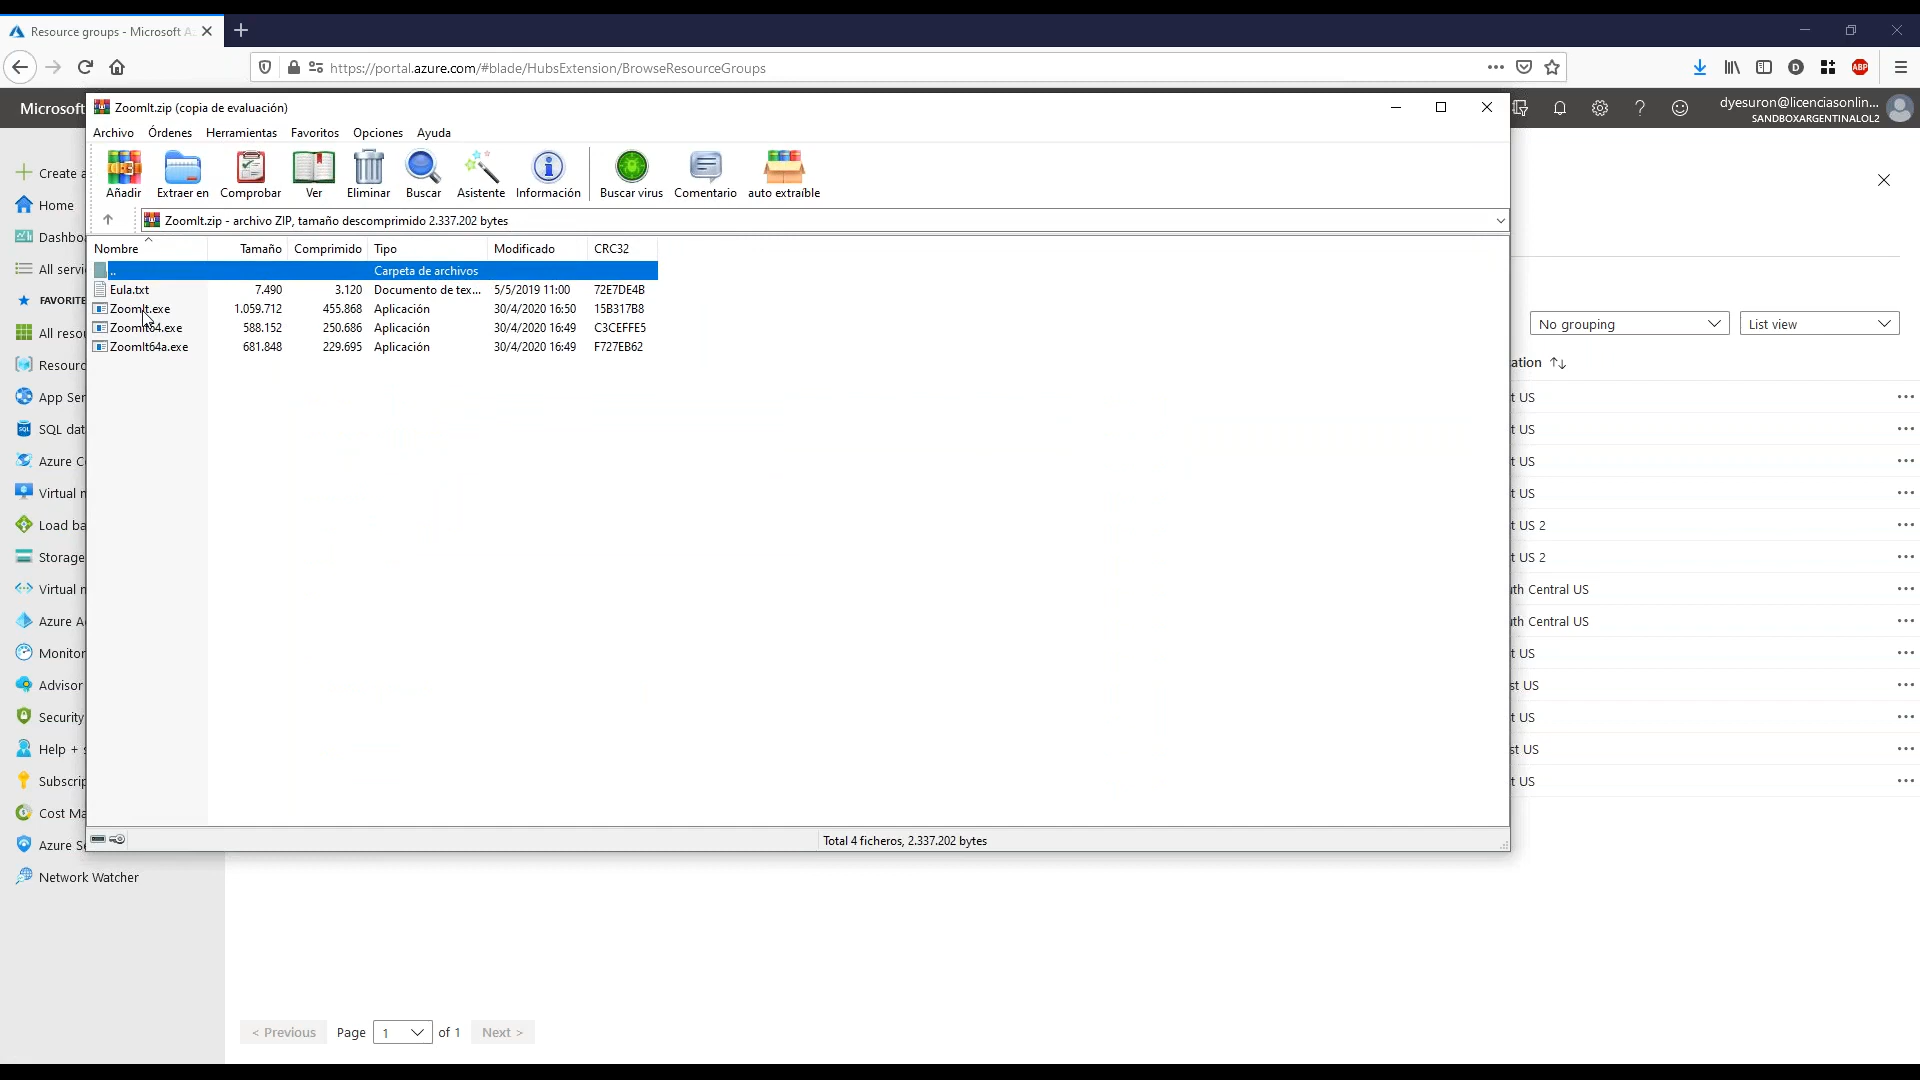 Resource groups - Microsoft A
https://portal.azure.com/#blade/HubsExtension/BrowseResourceGroups
ABP
Microsoft
dyesuron@licenciasonlin...
SANDBOXARGENTINALOL2
ZoomIt.zip (copia de evaluación)
Archivo Órdenes Herramientas Favoritos Opciones Ayuda
Añadir Extraer en Comprobar Ver Eliminar Buscar Asistente Información Buscar virus Comentario auto extraíble
ZoomIt.zip - archivo ZIP, tamaño descomprimido 2.337.202 bytes
Nombre Tamaño Comprimido Tipo Modificado CRC32
.. Carpeta de archivos
Eula.txt 7.490 3.120 Documento de tex... 5/5/2019 11:00 72E7DE4B
ZoomIt.exe 1.059.712 455.868 Aplicación 30/4/2020 16:50 15B317B8
ZoomIt64.exe 588.152 250.686 Aplicación 30/4/2020 16:49 C3CEFFE5
ZoomIt64a.exe 681.848 229.695 Aplicación 30/4/2020 16:49 F727EB62
Total 4 ficheros, 2.337.202 bytes
Create a
Home
Dashbo
All servi
FAVORITE
All reso
Resourc
App Ser
SQL dat
Azure C
Virtual n
Load ba
Storage
Virtual n
Azure A
Monitor
Advisor
Security
Help + s
Subscrip
Cost Ma
Azure Se
Network Watcher
No grouping
List view
ation
t US
t US
t US
t US
t US 2
t US 2
th Central US
th Central US
t US
st US
t US
st US
t US
< Previous Page 1 of 1 Next >